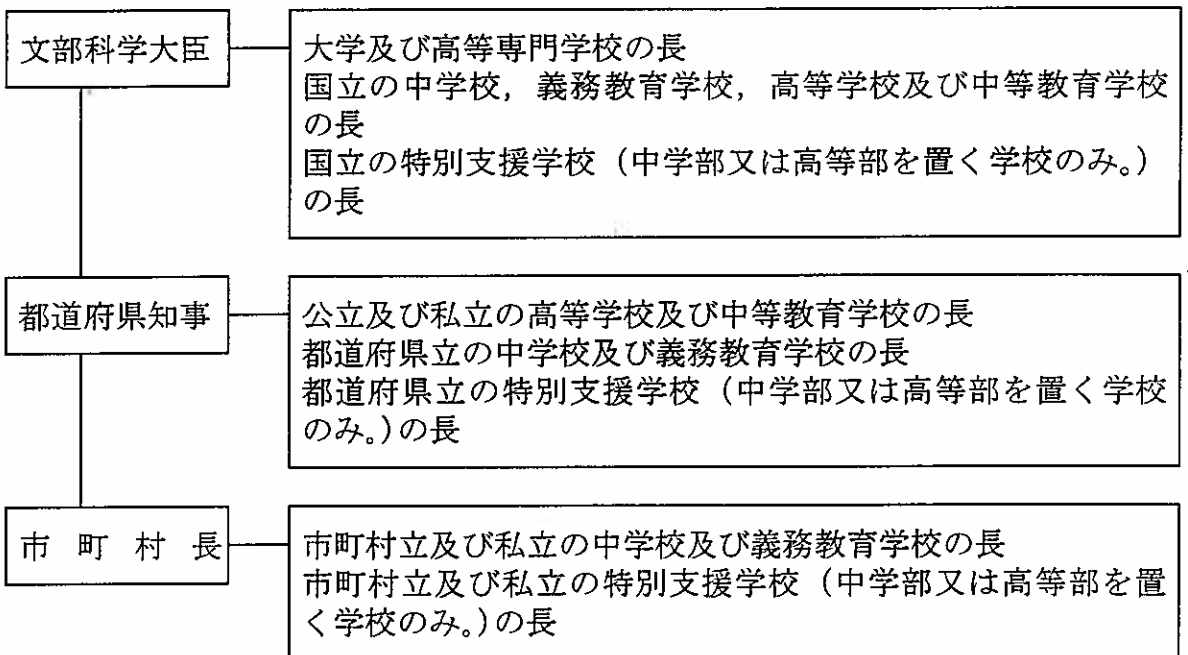 文部科学大臣
大学及び高等専門学校の長
国立の中学校，義務教育学校，高等学校及び中等教育学校
の長
国立の特別支援学校（中学部又は高等部を置く学校のみ。）
の長
都道府県知事
公立及び私立の高等学校及び中等教育学校の長
都道府県立の中学校及び義務教育学校の長
都道府県立の特別支援学校（中学部又は高等部を置く学校
のみ。）の長
市町村長
市町村立及び私立の中学校及び義務教育学校の長
市町村立及び私立の特別支援学校（中学部又は高等部を置
く学校のみ。）の長